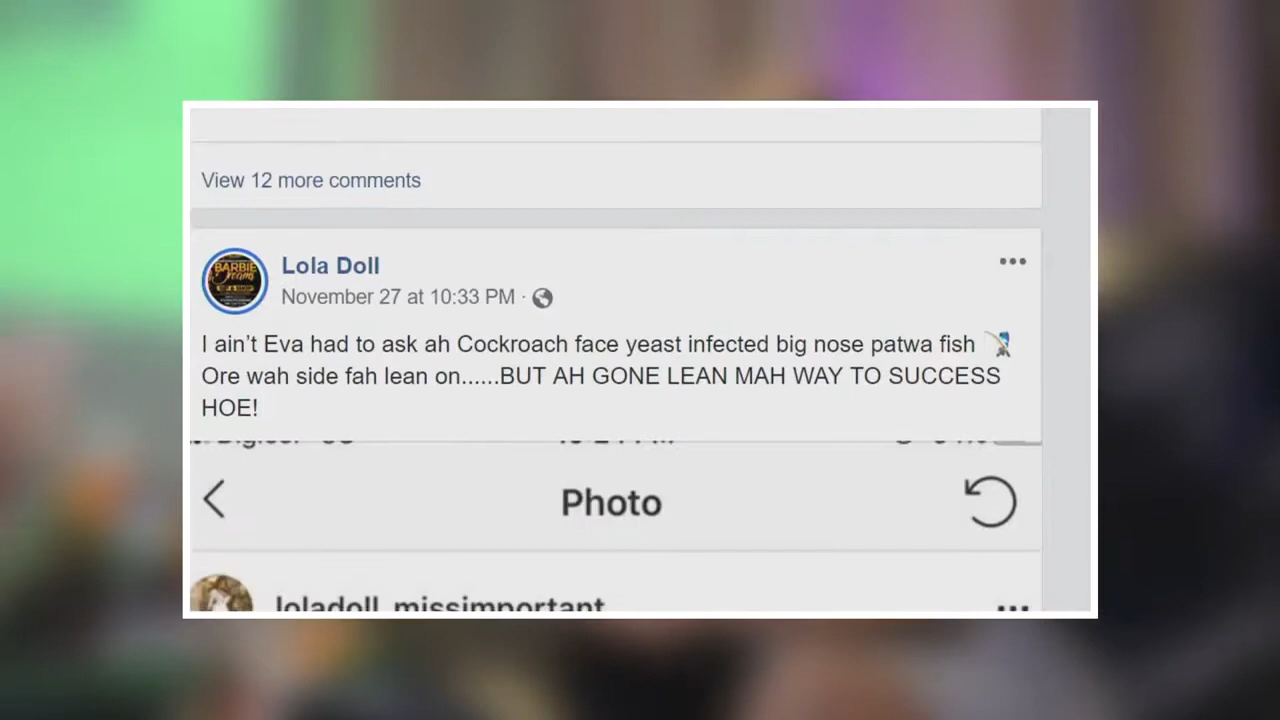 View 12 more comments
BARBIE
Dreams
Lola Doll
November 27 at 10:33 PM ·
I ain’t Eva had to ask ah Cockroach face yeast infected big nose patwa fish
Ore wah side fah lean on......BUT AH GONE LEAN MAH WAY TO SUCCESS
HOE!
Photo
loladoll_missimportant